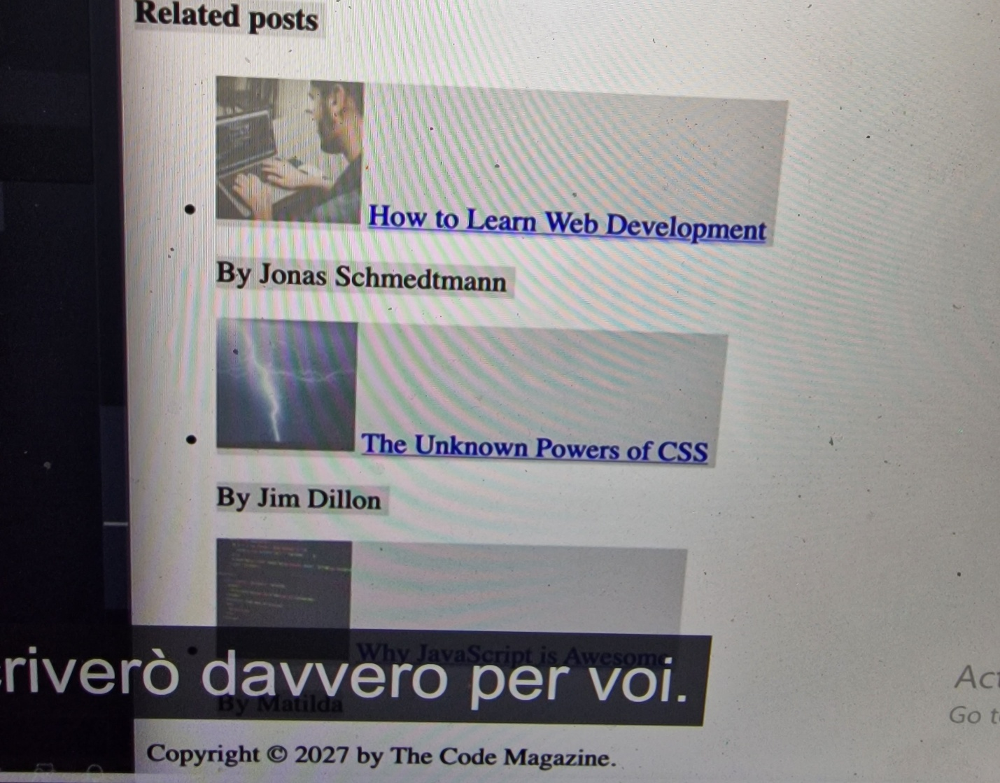 Related posts
How to Learn Web Development
By Jonas Schmedtmann
The Unknown Powers of CSS
By Jim Dillon
Why JavaScript is Awesome
riverò davvero per voi.
By Matilda
Copyright © 2027 by The Code Magazine.
Act
Go t